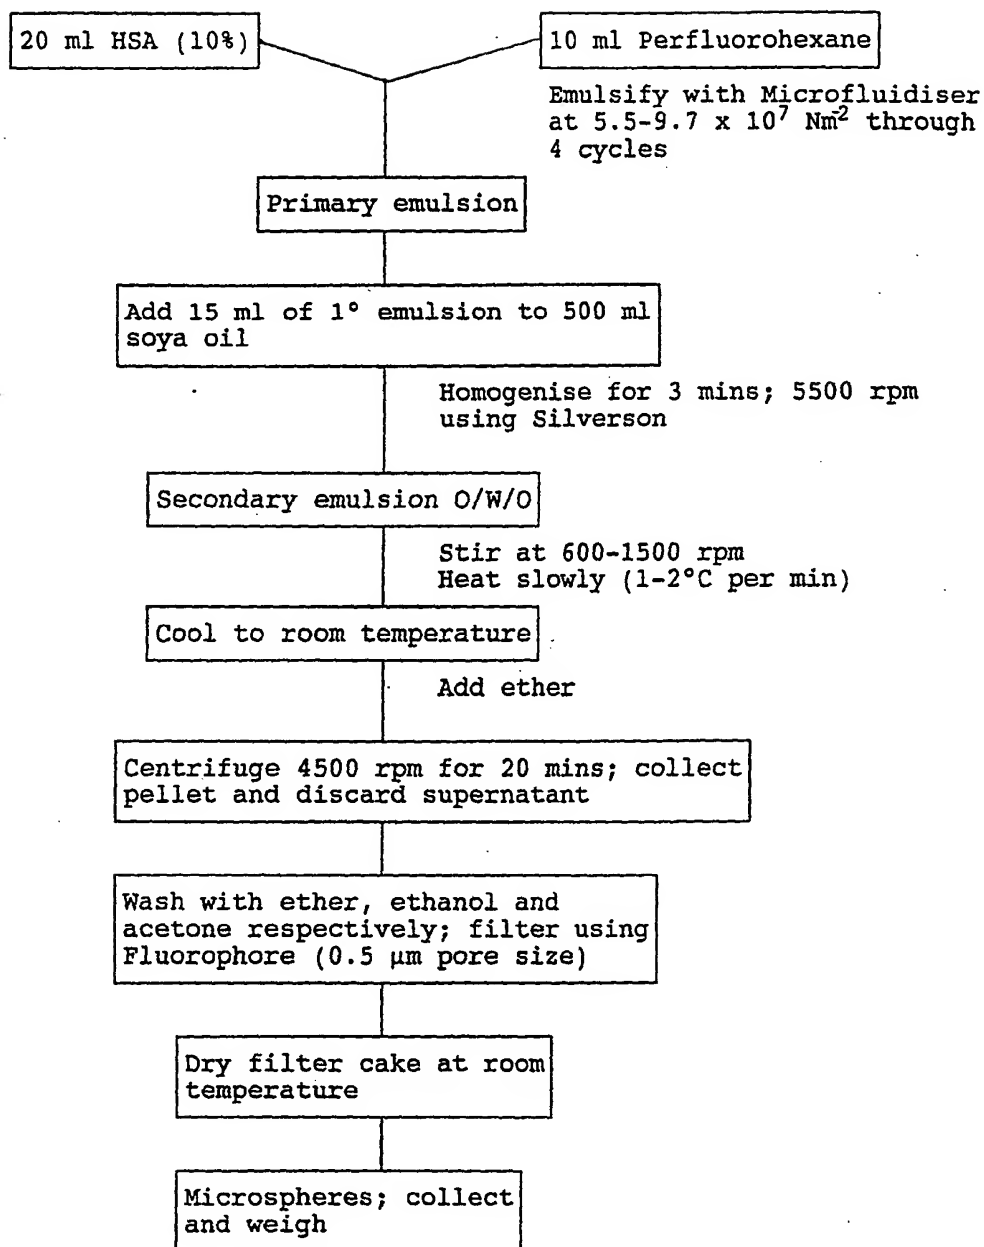 20 ml HSA (10%)
10 ml Perfluorohexane
Emulsify with Microfluidiser
at 5.5-9.7 x 10⁷ Nm⁻² through
4 cycles
Primary emulsion
Add 15 ml of 1° emulsion to 500 ml
soya oil
Homogenise for 3 mins; 5500 rpm
using Silverson
Secondary emulsion O/W/O
Stir at 600-1500 rpm
Heat slowly (1-2°C per min)
Cool to room temperature
Add ether
Centrifuge 4500 rpm for 20 mins; collect
pellet and discard supernatant
Wash with ether, ethanol and
acetone respectively; filter using
Fluorophore (0.5 µm pore size)
Dry filter cake at room
temperature
Microspheres; collect
and weigh